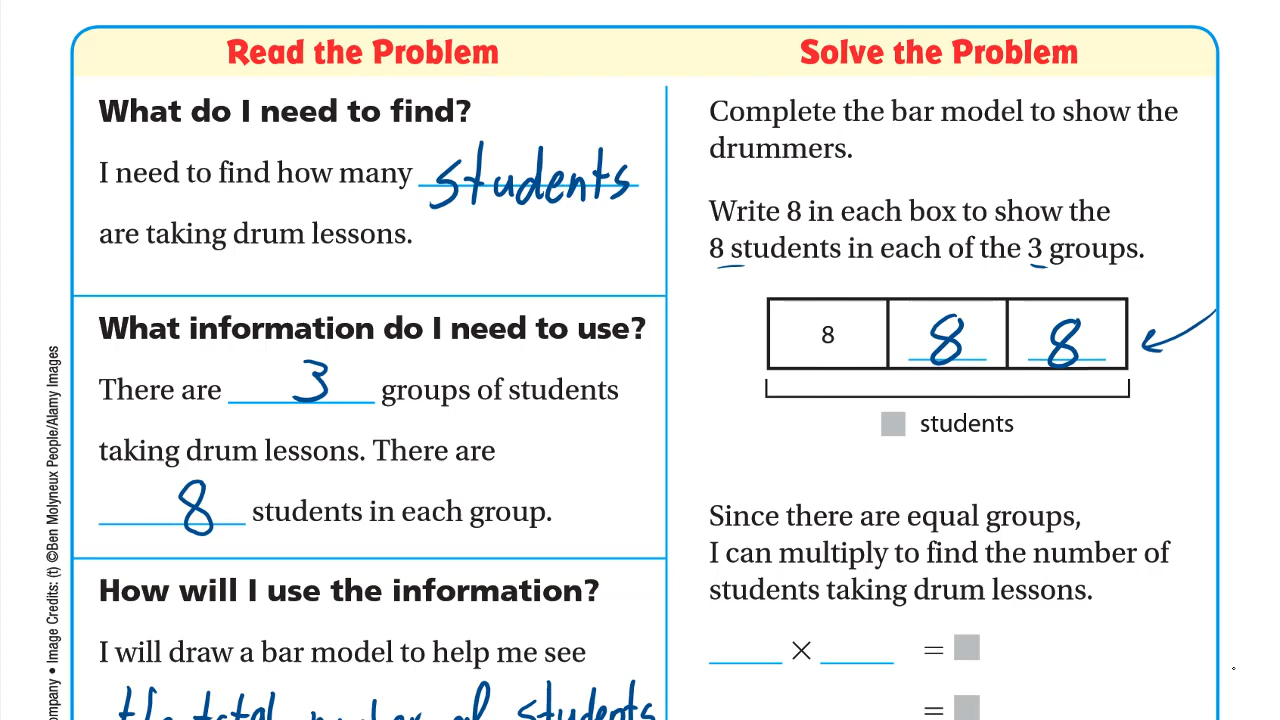 Read the Problem
What do I need to find?
I need to find how many students
are taking drum lessons.
What information do I need to use?
There are 3 groups of students
taking drum lessons. There are
8 students in each group.
How will I use the information?
I will draw a bar model to help me see
the total number of students
Solve the Problem
Complete the bar model to show the
drummers.
Write 8 in each box to show the
8 students in each of the 3 groups.
8 8 8
students
Since there are equal groups,
I can multiply to find the number of
students taking drum lessons.
× =
=
ompany • Image Credits: (t) ©Ben Molyneux People/Alamy Images